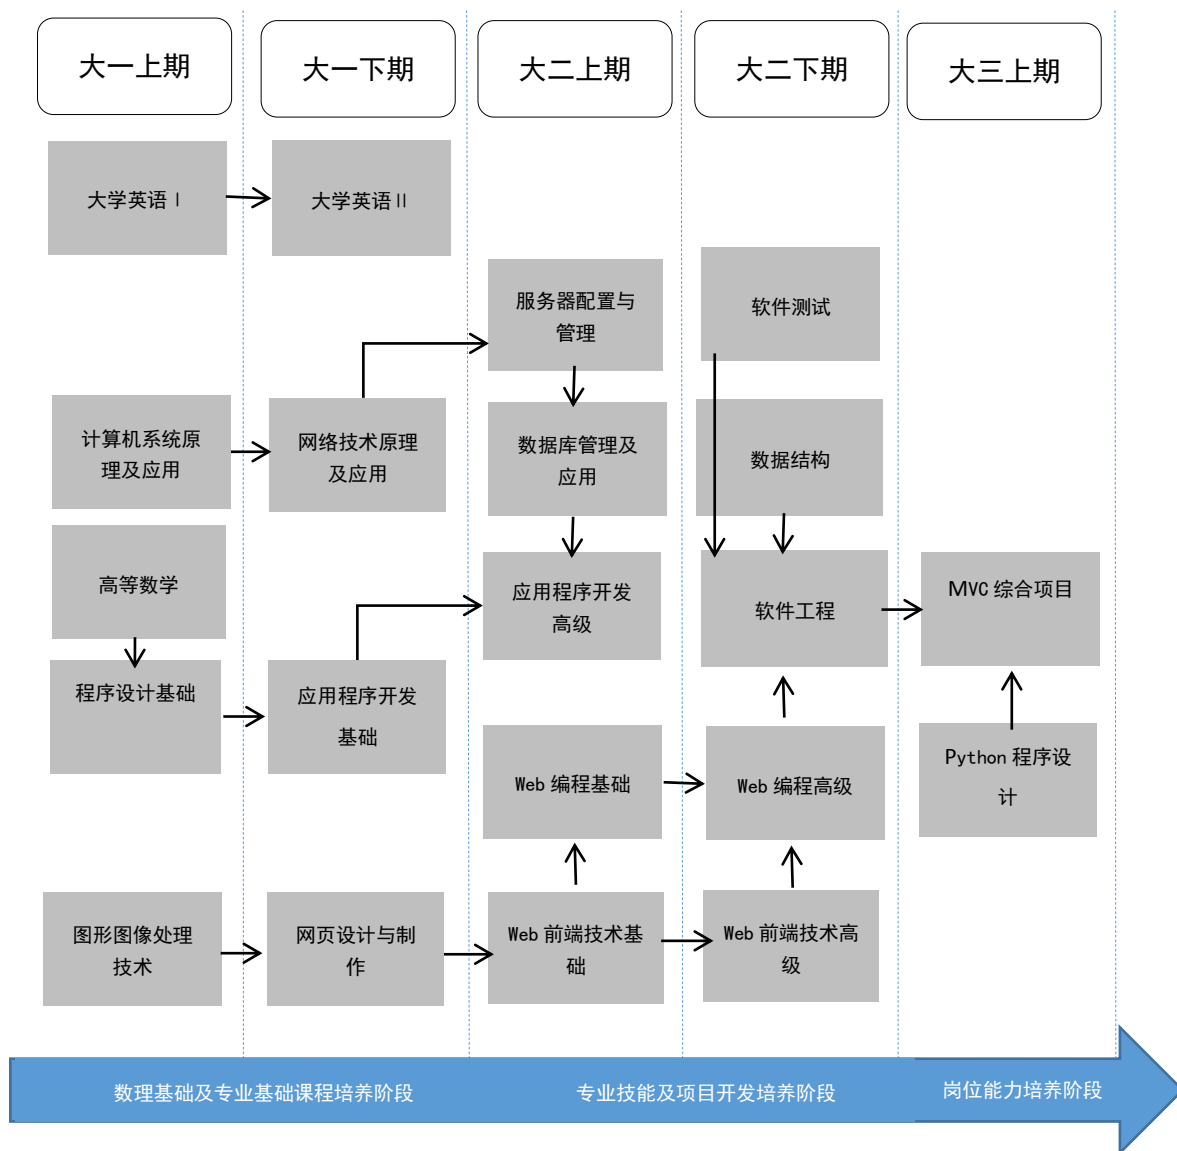 大一上期
大一下期
大二上期
大二下期
大三上期
大学英语Ⅰ
大学英语Ⅱ
服务器配置与
管理
软件测试
计算机系统原
理及应用
网络技术原理
及应用
数据库管理及
应用
数据结构
高等数学
应用程序开发
高级
软件工程
MVC 综合项目
程序设计基础
应用程序开发
基础
Web 编程基础
Web 编程高级
Python 程序设
计
图形图像处理
技术
网页设计与制
作
Web 前端技术基
础
Web 前端技术高
级
数理基础及专业基础课程培养阶段
专业技能及项目开发培养阶段
岗位能力培养阶段